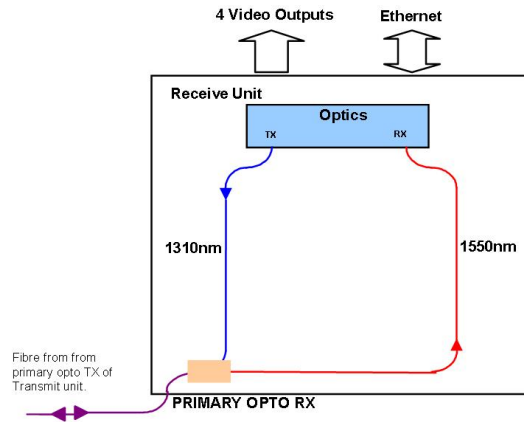 4 Video Outputs
Ethernet
Receive Unit
Optics
TX
RX
1310nm
1550nm
Fibre from from
primary opto TX of
Transmit unit.
PRIMARY OPTO RX